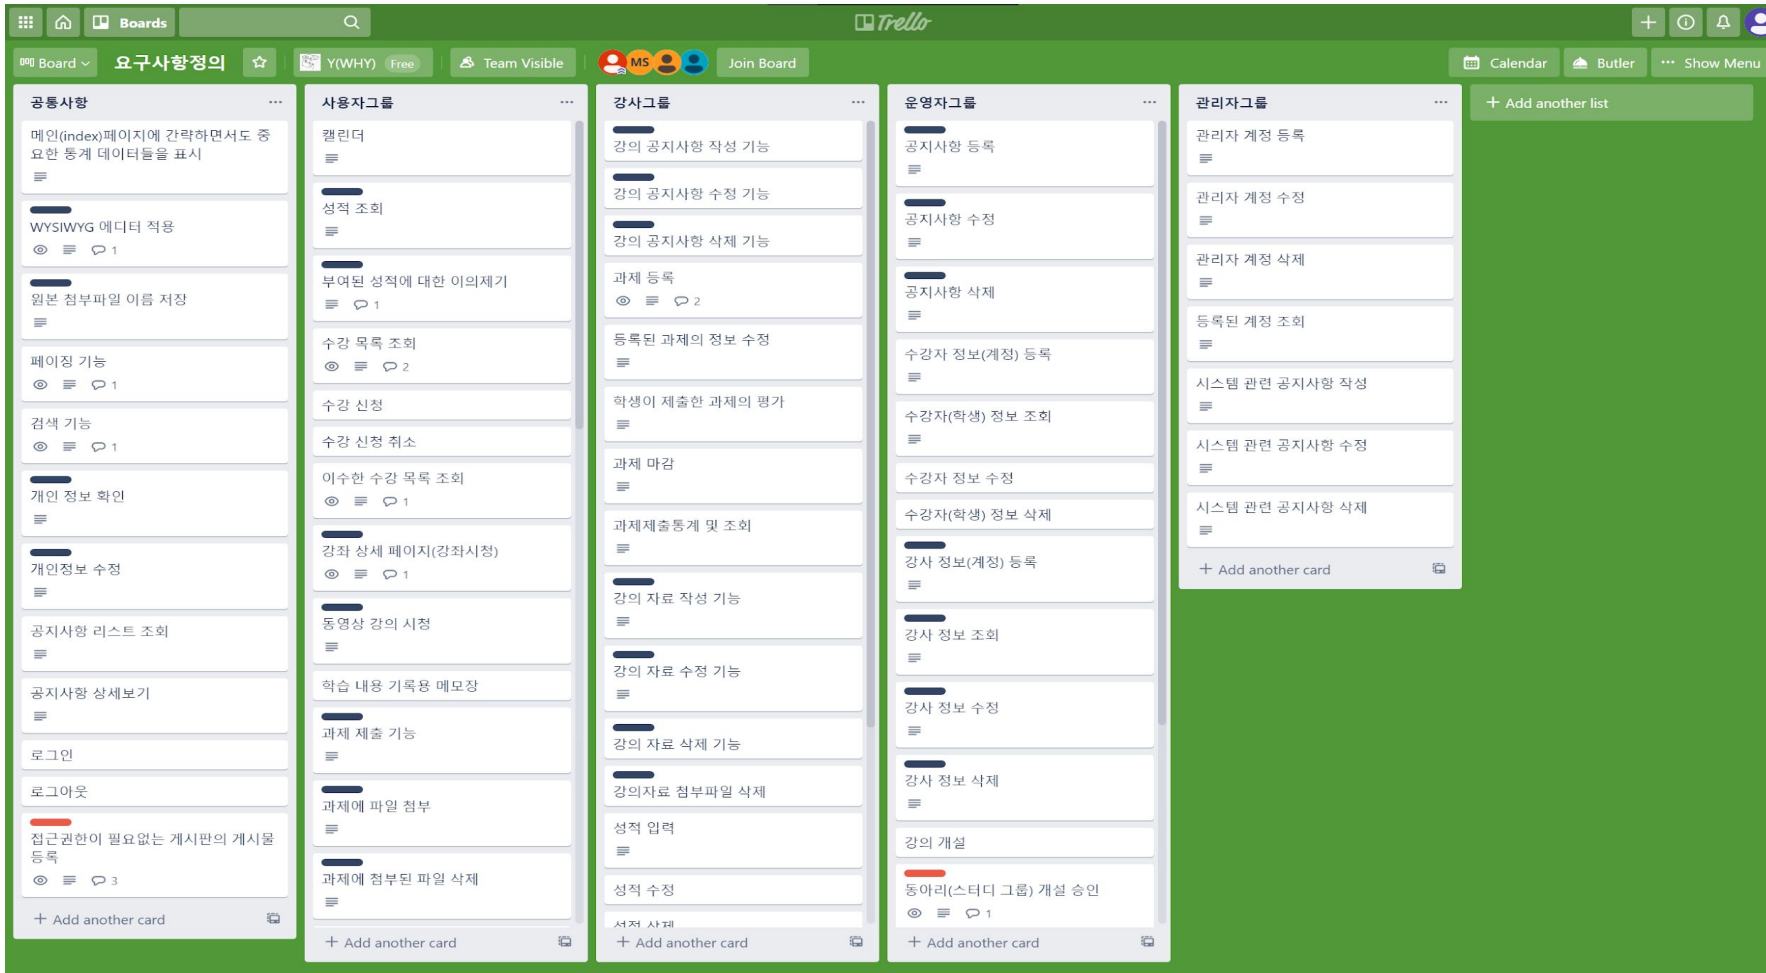 Boards
Trello
Board
요구사항정의
Y(WHY) Free
Team Visible
MS
Join Board
Calendar
Butler
Show Menu
공통사항
메인(index)페이지에 간략하면서도 중
요한 통계 데이터들을 표시
WYSIWYG 에디터 적용
1
원본 첨부파일 이름 저장
페이징 기능
1
검색 기능
1
개인 정보 확인
개인정보 수정
공지사항 리스트 조회
공지사항 상세보기
로그인
로그아웃
접근권한이 필요없는 게시판의 게시물
등록
3
+ Add another card
사용자그룹
캘린더
성적 조회
부여된 성적에 대한 이의제기
1
수강 목록 조회
2
수강 신청
수강 신청 취소
이수한 수강 목록 조회
1
강좌 상세 페이지(강좌시청)
1
동영상 강의 시청
학습 내용 기록용 메모장
과제 제출 기능
과제에 파일 첨부
과제에 첨부된 파일 삭제
+ Add another card
강사그룹
강의 공지사항 작성 기능
강의 공지사항 수정 기능
강의 공지사항 삭제 기능
과제 등록
2
등록된 과제의 정보 수정
학생이 제출한 과제의 평가
과제 마감
과제제출통계 및 조회
강의 자료 작성 기능
강의 자료 수정 기능
강의 자료 삭제 기능
강의자료 첨부파일 삭제
성적 입력
성적 수정
성적 삭제
+ Add another card
운영자그룹
공지사항 등록
공지사항 수정
공지사항 삭제
수강자 정보(계정) 등록
수강자(학생) 정보 조회
수강자 정보 수정
수강자(학생) 정보 삭제
강사 정보(계정) 등록
강사 정보 조회
강사 정보 수정
강사 정보 삭제
강의 개설
동아리(스터디 그룹) 개설 승인
1
+ Add another card
관리자그룹
관리자 계정 등록
관리자 계정 수정
관리자 계정 삭제
등록된 계정 조회
시스템 관련 공지사항 작성
시스템 관련 공지사항 수정
시스템 관련 공지사항 삭제
+ Add another card
+ Add another list